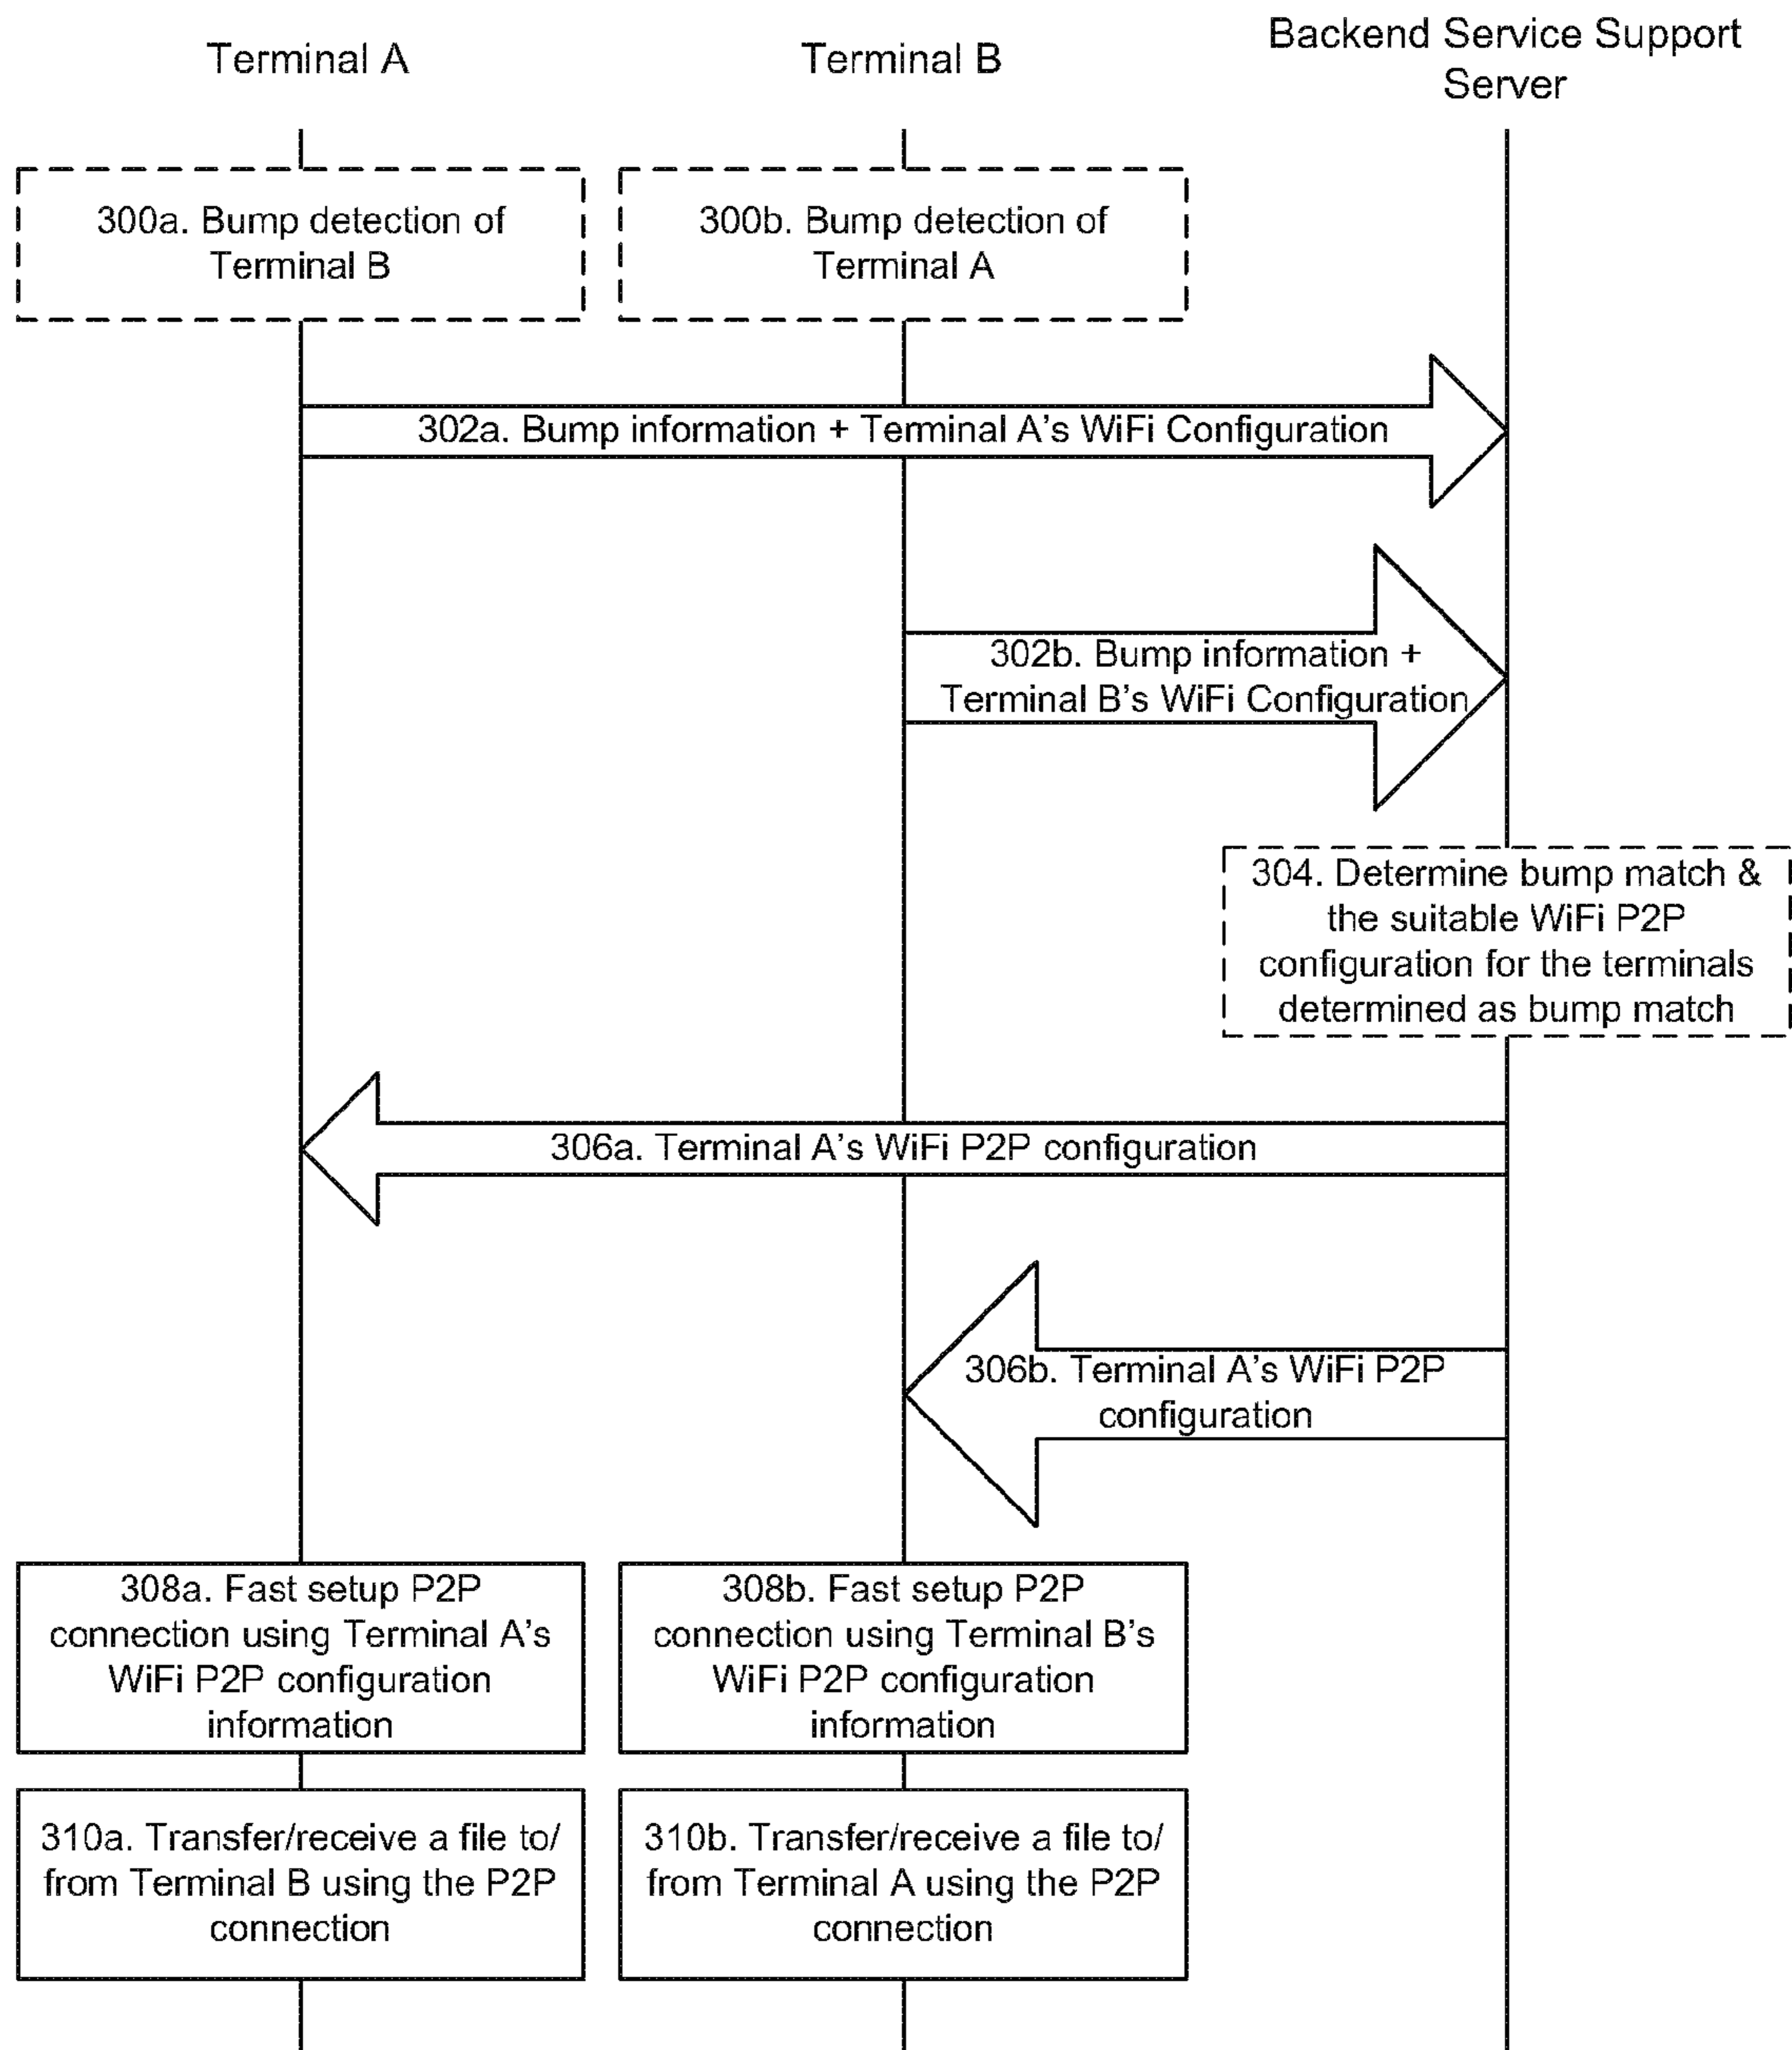 Terminal A
Terminal B
Backend Service Support
Server
300a. Bump detection of
Terminal B
300b. Bump detection of
Terminal A
302a. Bump information + Terminal A's WiFi Configuration
302b. Bump information +
Terminal B's WiFi Configuration
304. Determine bump match &
the suitable WiFi P2P
configuration for the terminals
determined as bump match
306a. Terminal A's WiFi P2P configuration
306b. Terminal A's WiFi P2P
configuration
308a. Fast setup P2P
connection using Terminal A's
WiFi P2P configuration
information
308b. Fast setup P2P
connection using Terminal B's
WiFi P2P configuration
information
310a. Transfer/receive a file to/
from Terminal B using the P2P
connection
310b. Transfer/receive a file to/
from Terminal A using the P2P
connection